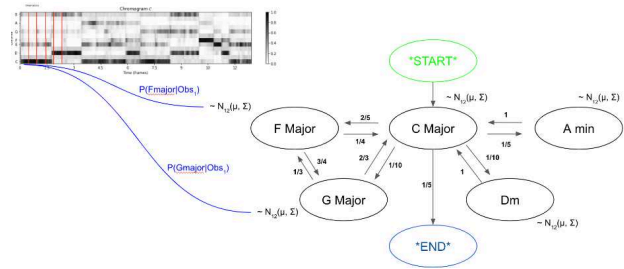 Chromagram C
1.0
0.8
0.6
0.4
0.2
0.0
Time (frames)
*START*
P(Fmajor|Obs₁)
~ N₁₂(μ, Σ)
~ N₁₂(μ, Σ)
~ N₁₂(μ, Σ)
F Major
2/5
1/4
C Major
1
1/5
A min
P(Gmajor|Obs₁)
1/3
3/4
2/3
1/10
1/5
1
1/10
G Major
Dm
~ N₁₂(μ, Σ)
~ N₁₂(μ, Σ)
*END*